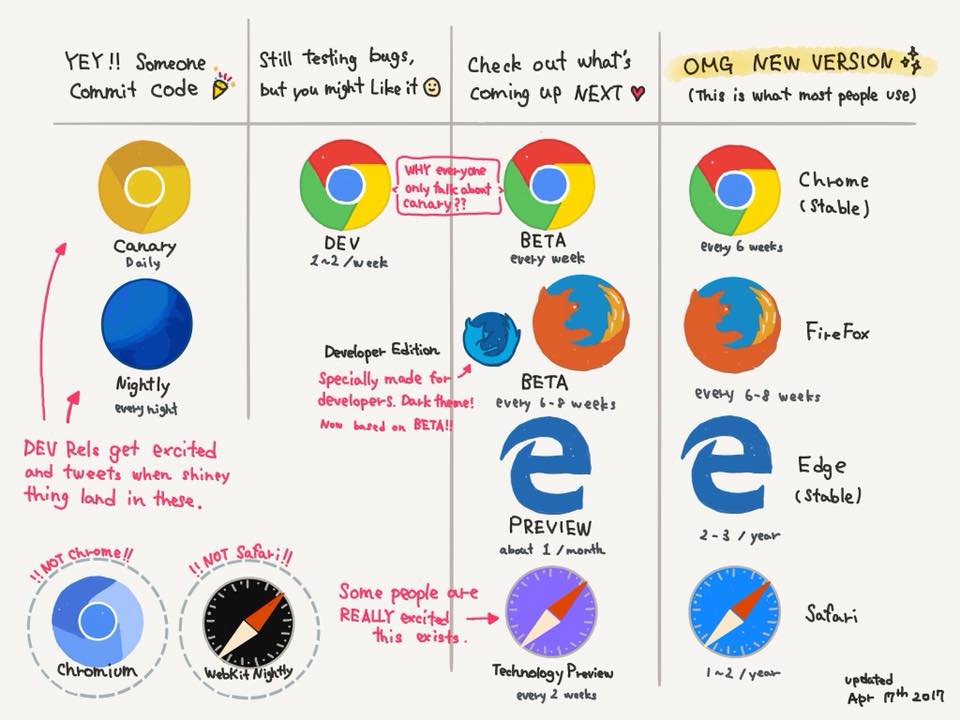 YEY!! Someone
Commit code
Still testing bugs,
but you might Like it
Check out what's
coming up NEXT
OMG NEW VERSION
(This is what most people use)
Canary
Daily
DEV
1~2 /week
WHY everyone
only talk about
canary??
BETA
every week
every 6 weeks
Chrome
(Stable)
Nightly
every night
Developer Edition
Specially made for
developers. Dark theme!
Now based on BETA!!
BETA
every 6-8 weeks
every 6-8 weeks
FireFox
DEV Rels get excited
and tweets when shiney
thing land in these.
PREVIEW
about 1 /month
2-3 / year
Edge
(Stable)
!! NOT Chrome!!
Chromium
!! NOT Safari!!
WebKit Nightly
Some people are
REALLY excited
this exists.
Technology Preview
every 2 weeks
1~2 /year
Safari
updated
Apr 17th 2017